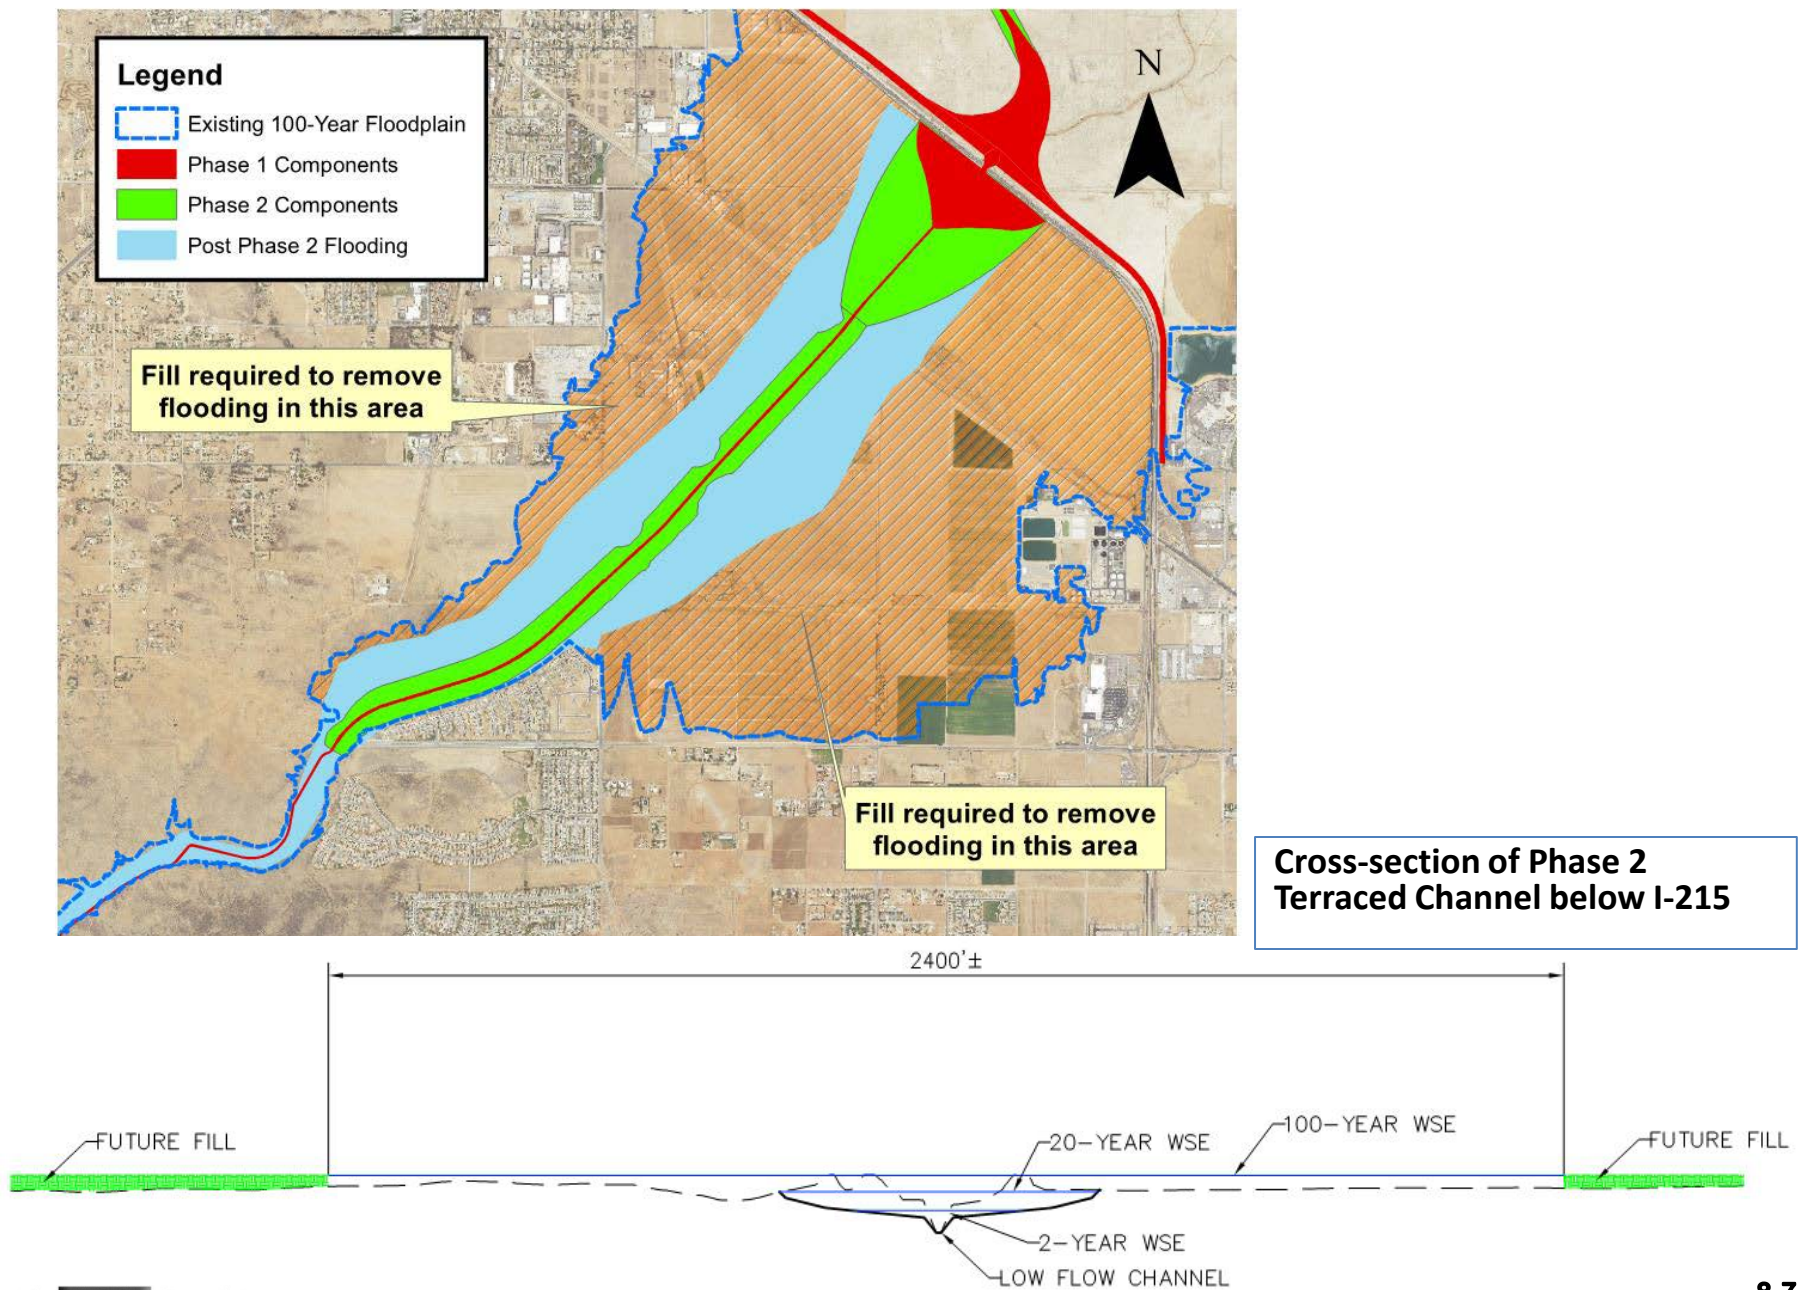 Legend
Existing 100-Year Floodplain
Phase 1 Components
Phase 2 Components
Post Phase 2 Flooding
N
Fill required to remove
flooding in this area
Fill required to remove
flooding in this area
Cross-section of Phase 2
Terraced Channel below I-215
2400'±
FUTURE FILL
20-YEAR WSE
100-YEAR WSE
FUTURE FILL
2-YEAR WSE
LOW FLOW CHANNEL